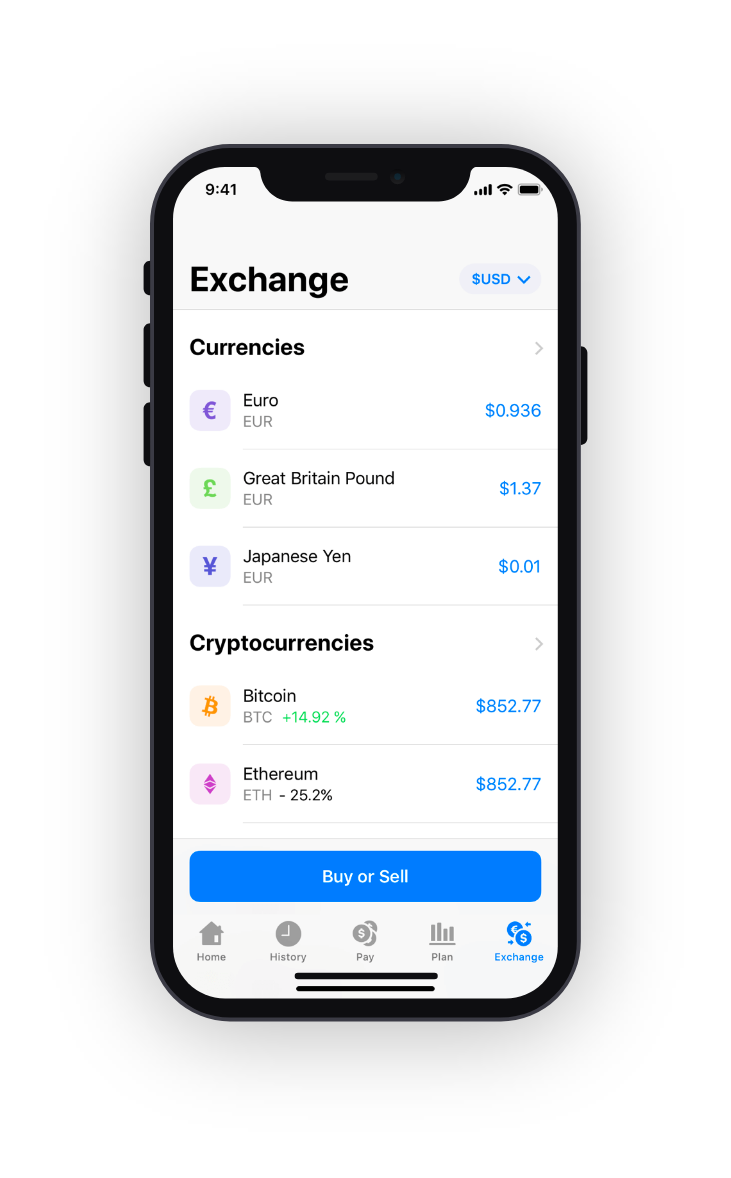 9:41
Exchange
$USD
Currencies
€
Euro
EUR
$0.936
£
Great Britain Pound
EUR
$1.37
¥
Japanese Yen
EUR
$0.01
Cryptocurrencies
Bitcoin
BTC +14.92 %
$852.77
Ethereum
ETH - 25.2%
$852.77
Buy or Sell
Home
History
Pay
Plan
Exchange